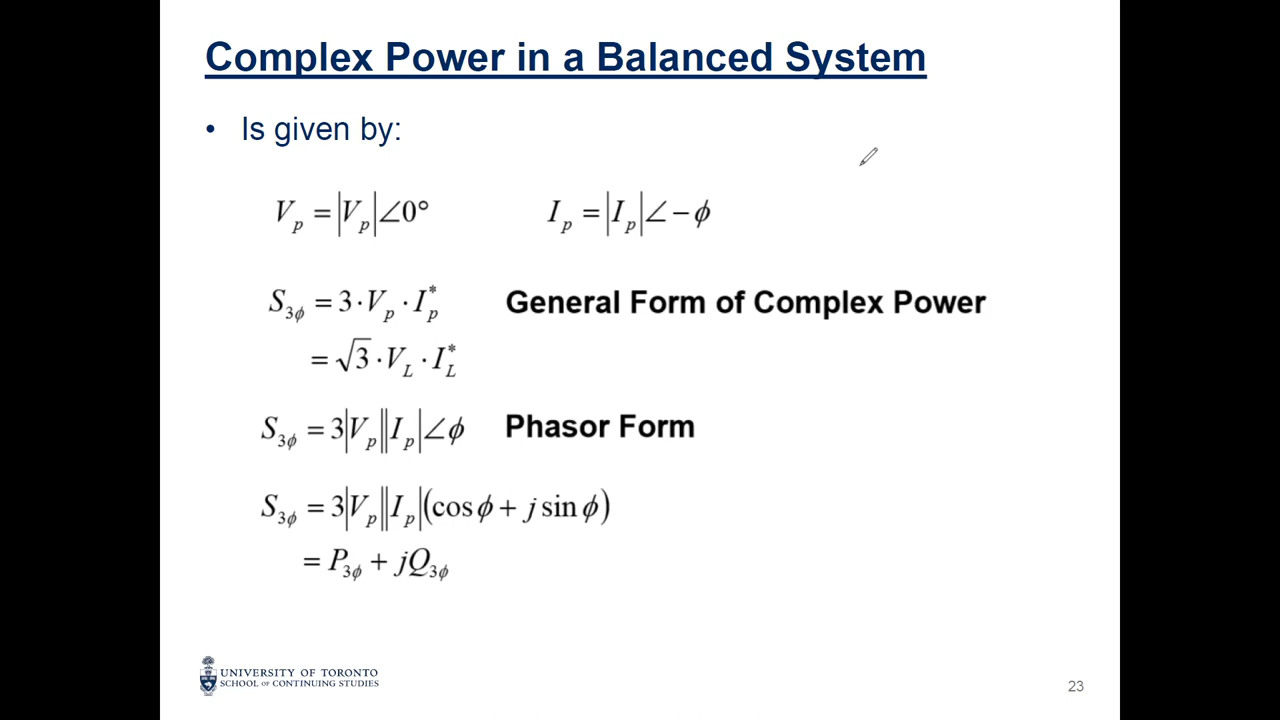 Complex Power in a Balanced System
• Is given by:
V_p = |V_p|∠0° I_p = |I_p|∠−ϕ
S_3ϕ = 3·V_p·I_p^* General Form of Complex Power
= √3·V_L·I_L^*
S_3ϕ = 3|V_p||I_p|∠ϕ Phasor Form
S_3ϕ = 3|V_p||I_p|(cosϕ + j sinϕ)
= P_3ϕ + jQ_3ϕ
UNIVERSITY OF TORONTO
SCHOOL OF CONTINUING STUDIES
23